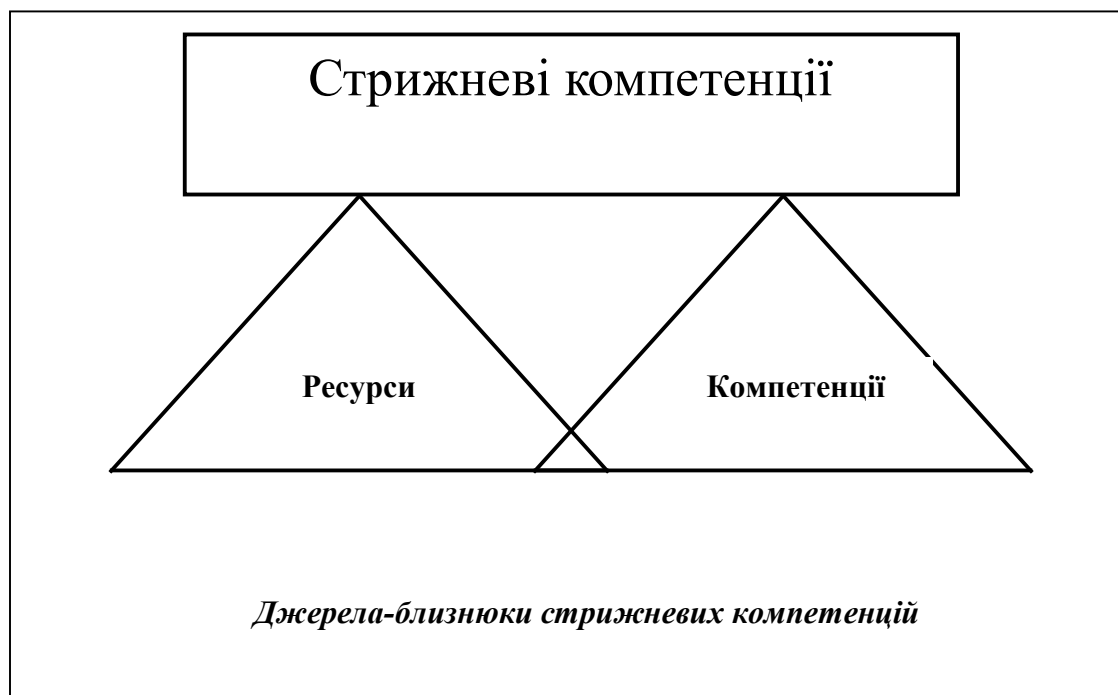 Стрижневі компетенції
Ресурси
Компетенції
Джерела-близнюки стрижневих компетенцій